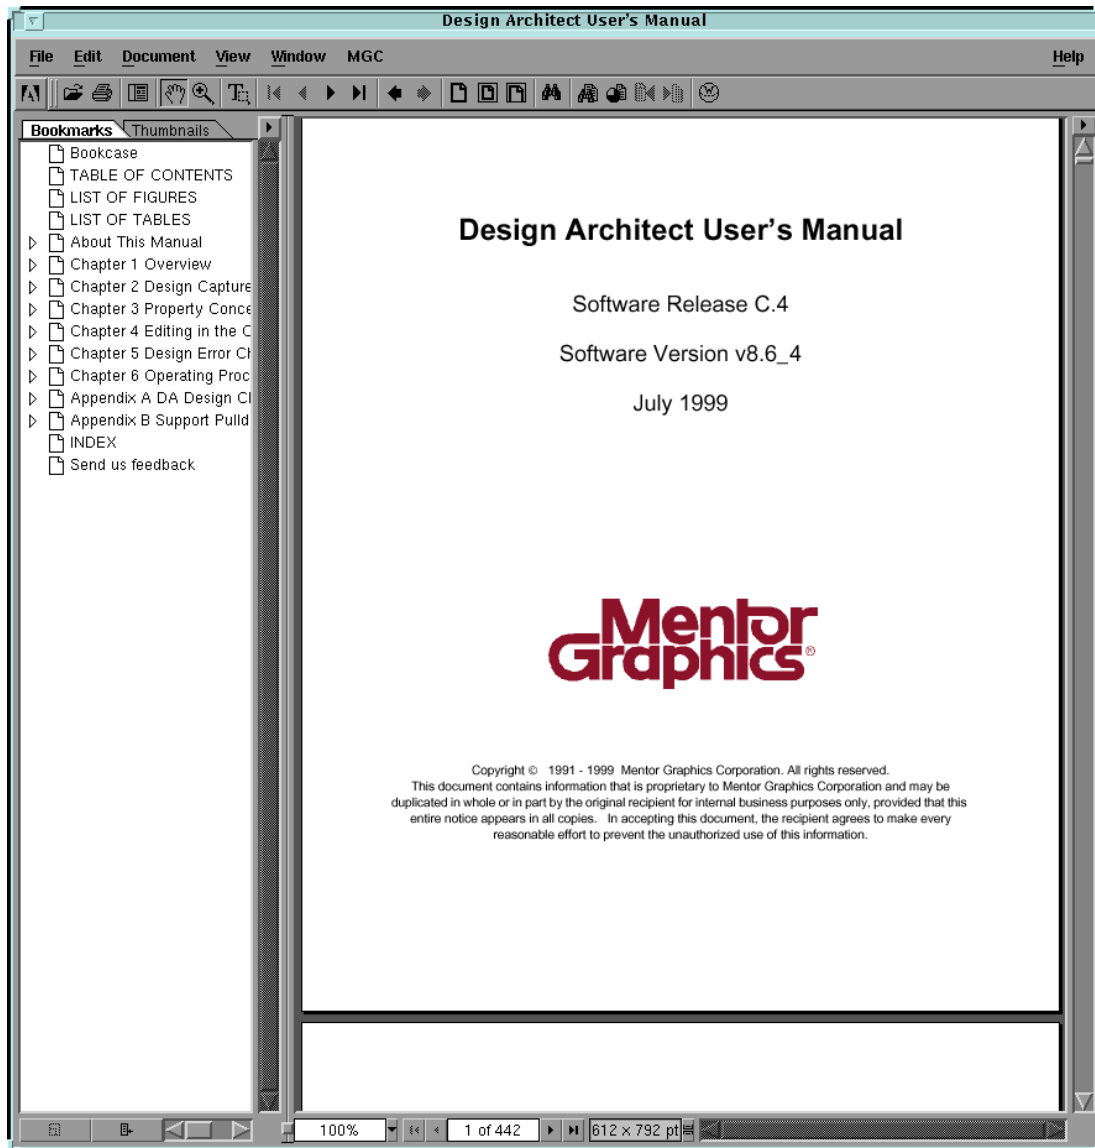 Design Architect User's Manual
File Edit Document View Window MGC Help
Bookmarks Thumbnails
Bookcase
TABLE OF CONTENTS
LIST OF FIGURES
LIST OF TABLES
About This Manual
Chapter 1 Overview
Chapter 2 Design Capture
Chapter 3 Property Conce
Chapter 4 Editing in the C
Chapter 5 Design Error Ch
Chapter 6 Operating Proc
Appendix A DA Design Cl
Appendix B Support Pulld
INDEX
Send us feedback
Design Architect User's Manual
Software Release C.4
Software Version v8.6_4
July 1999
Mentor
Graphics®
Copyright © 1991 - 1999 Mentor Graphics Corporation. All rights reserved.
This document contains information that is proprietary to Mentor Graphics Corporation and may be
duplicated in whole or in part by the original recipient for internal business purposes only, provided that this
entire notice appears in all copies. In accepting this document, the recipient agrees to make every
reasonable effort to prevent the unauthorized use of this information.
100% 1 of 442 612 × 792 pt